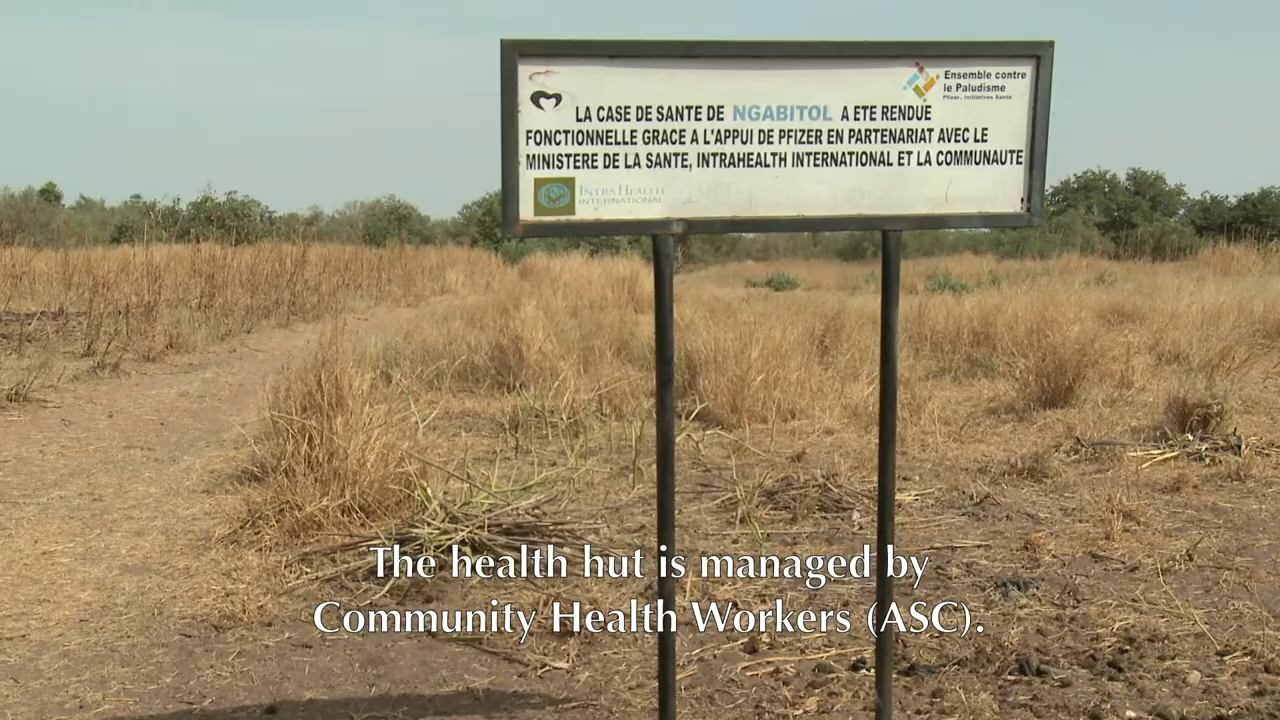 Ensemble contre
le Paludisme
Pfizer, Initiatives Santé
LA CASE DE SANTE DE NGABITOL A ETE RENDUE
FONCTIONNELLE GRACE A L'APPUI DE PFIZER EN PARTENARIAT AVEC LE
MINISTERE DE LA SANTE, INTRAHEALTH INTERNATIONAL ET LA COMMUNAUTE
INTRAHEALTH
INTERNATIONAL
The health hut is managed by
Community Health Workers (ASC).